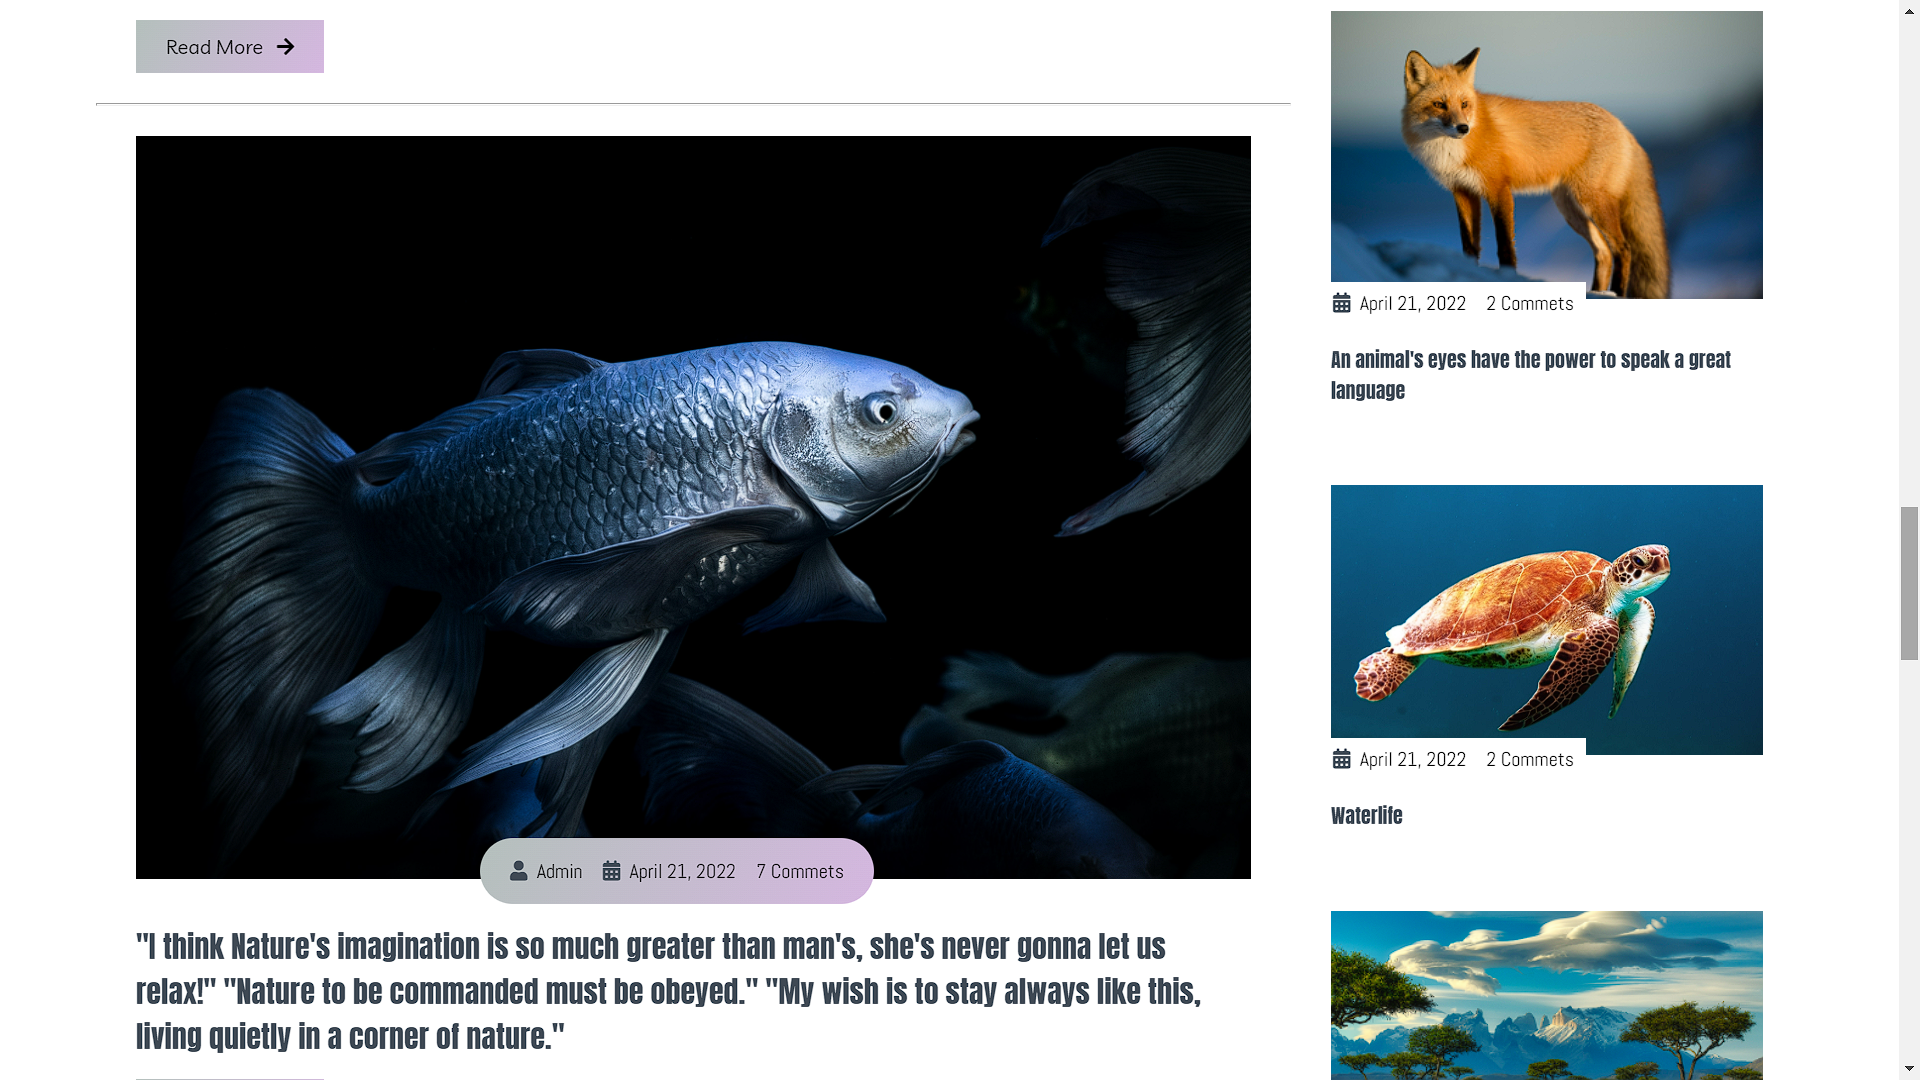 Read More
Admin April 21, 2022 7 Commets
"I think Nature's imagination is so much greater than man's, she's never gonna let us
relax!" "Nature to be commanded must be obeyed." "My wish is to stay always like this,
living quietly in a corner of nature."
April 21, 2022 2 Commets
An animal's eyes have the power to speak a great
language
April 21, 2022 2 Commets
Waterlife